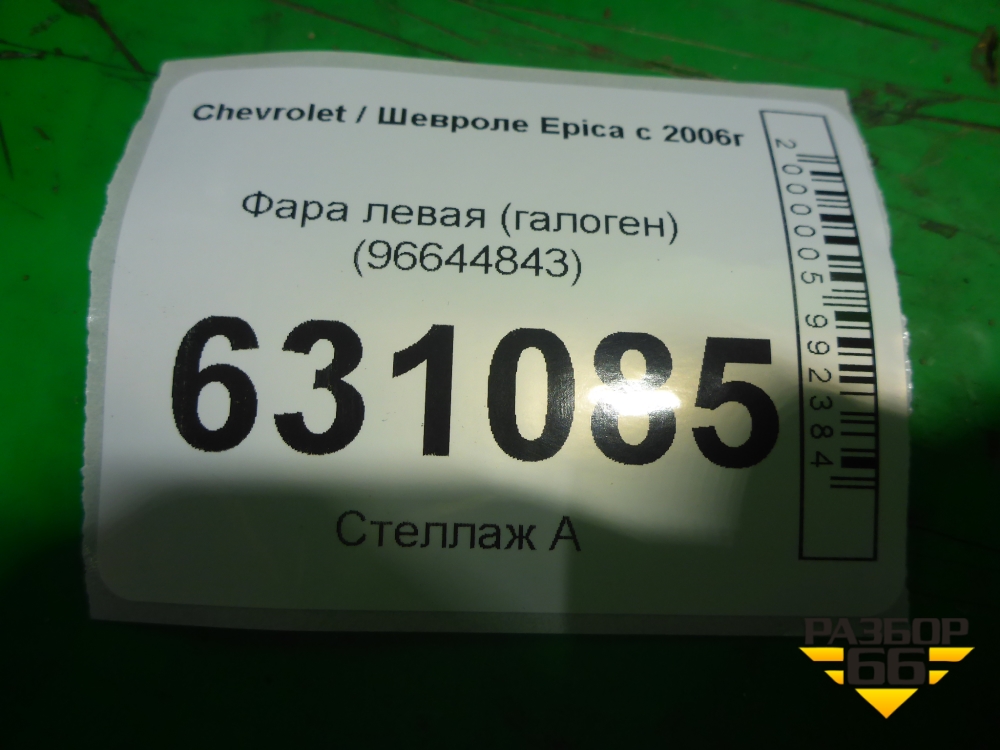 Chevrolet / Шевроле Epica с 2006г
Фара левая (галоген)
(96644843)
631085
Стеллаж А
2000005992384
РАЗБОР
66